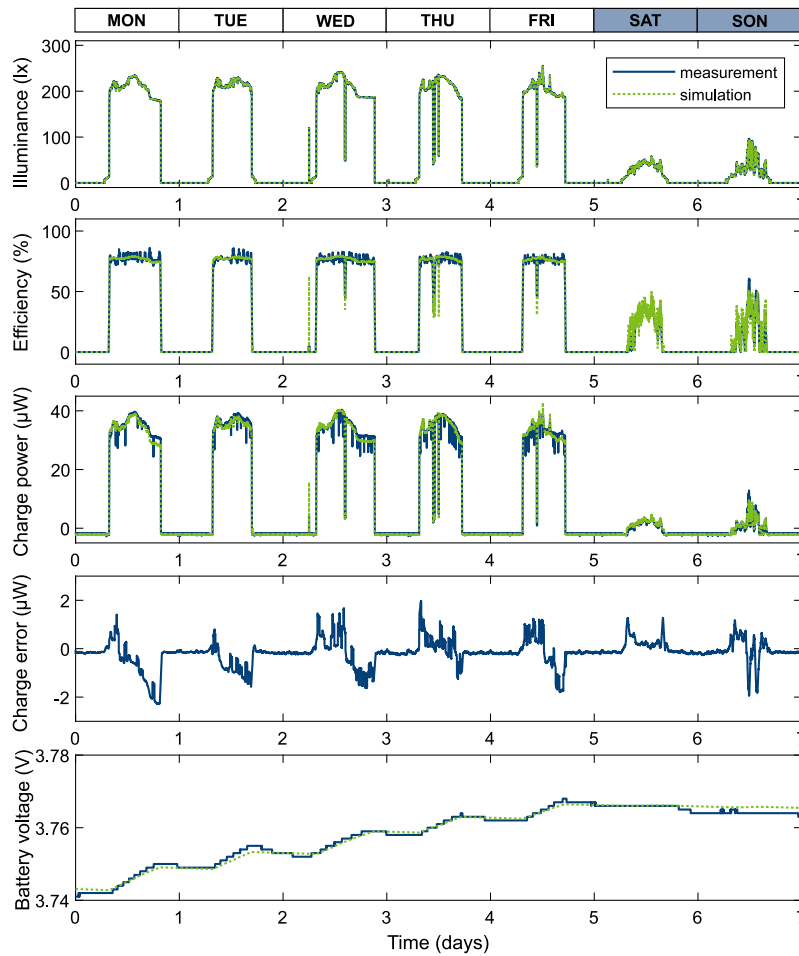 MON TUE WED THU FRI SAT SON
Illuminance (lx)
300
200
100
0
measurement
simulation
0 1 2 3 4 5 6 7
Efficiency (%)
100
50
0
0 1 2 3 4 5 6 7
Charge power (µW)
40
20
0
0 1 2 3 4 5 6 7
Charge error (µW)
2
0
-2
0 1 2 3 4 5 6 7
Battery voltage (V)
3.78
3.76
3.74
0 1 2 3 4 5 6 7
Time (days)